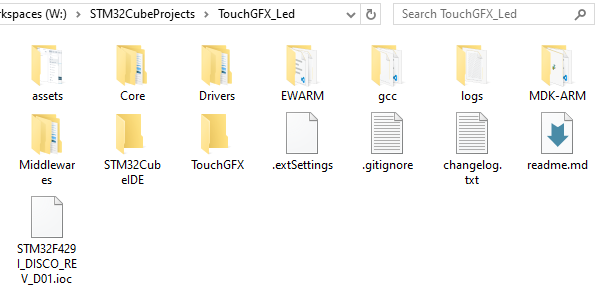 rkspaces (W:) > STM32CubeProjects > TouchGFX_Led
Search TouchGFX_Led
assets Core Drivers EWARM gcc logs MDK-ARM
Middlewares STM32CubeIDE TouchGFX .extSettings .gitignore changelog.txt readme.md
STM32F429I_DISCO_REV_D01.ioc